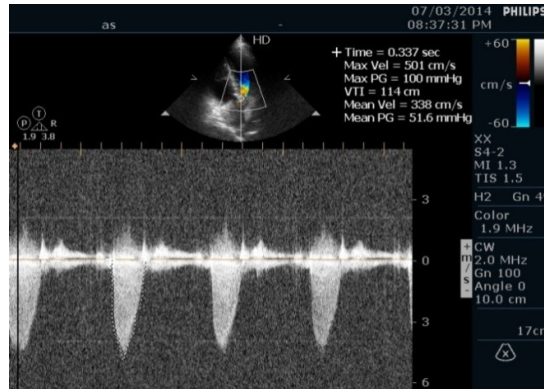 07/03/2014 PHILIPS
as - 08:37:31 PM
HD
+ Time = 0.337 sec
Max Vel = 501 cm/s
Max PG = 100 mmHg
VTI = 114 cm
Mean Vel = 338 cm/s
Mean PG = 51.6 mmHg
+60
cm/s
-60
P T R
1.9 3.8
XX
S4-2
MI 1.3
TIS 1.5
H2 Gn
Color
1.9 MHz
CW
2.0 MHz
Gn 100
Angle 0
10.0 cm
17cm
X
3
0
3
6
+
m/s
-